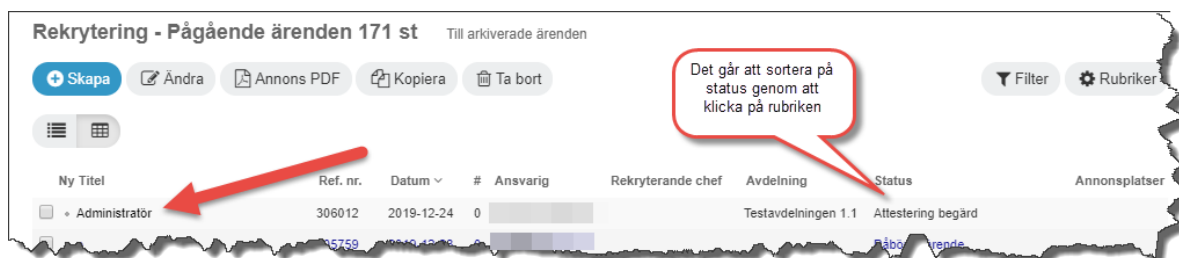 Rekrytering - Pågående ärenden 171 st Till arkiverade ärenden
Skapa Ändra Annons PDF Kopiera Ta bort Filter Rubriker
Det går att sortera på
status genom att
klicka på rubriken
Ny Titel Ref. nr. Datum # Ansvarig Rekryterande chef Avdelning Status Annonsplatser
Administratör 306012 2019-12-24 0 Testavdelningen 1.1 Attestering begärd